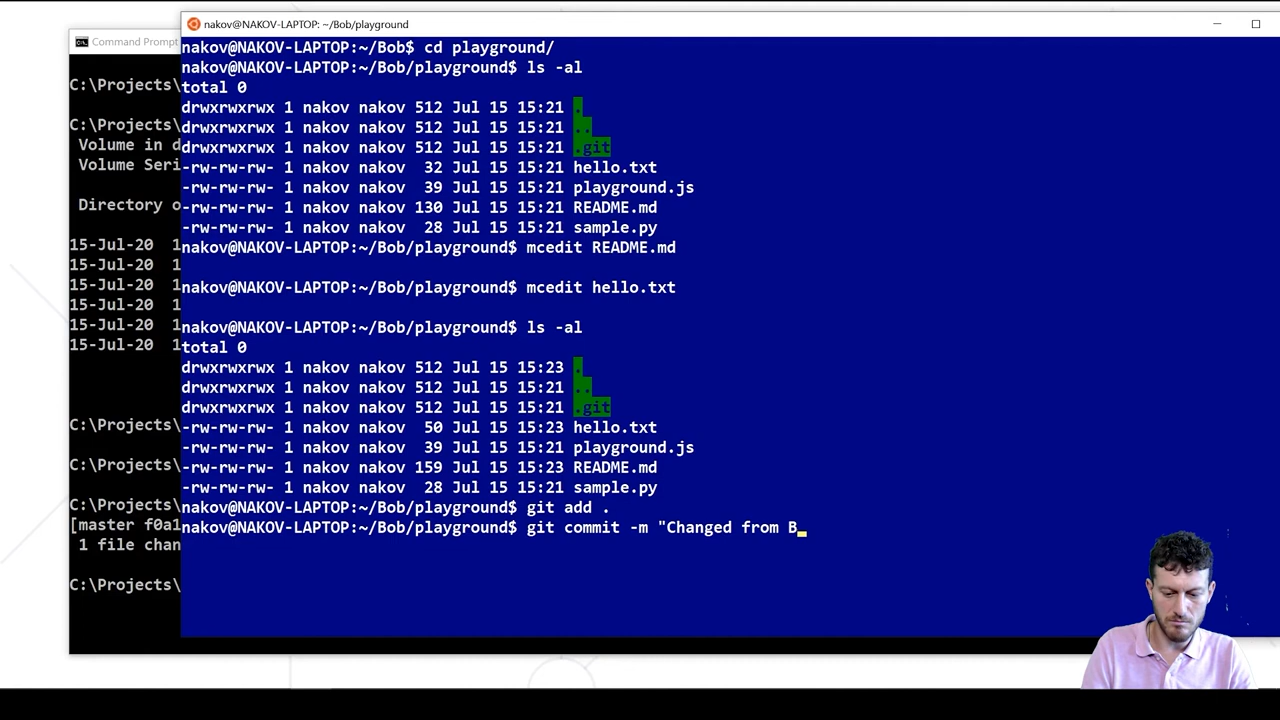 nakov@NAKOV-LAPTOP: ~/Bob/playground
Command Prompt
nakov@NAKOV-LAPTOP:~/Bob$ cd playground/
nakov@NAKOV-LAPTOP:~/Bob/playground$ ls -al
total 0
drwxrwxrwx 1 nakov nakov 512 Jul 15 15:21 .
drwxrwxrwx 1 nakov nakov 512 Jul 15 15:21 ..
drwxrwxrwx 1 nakov nakov 512 Jul 15 15:21 .git
-rw-rw-rw- 1 nakov nakov  32 Jul 15 15:21 hello.txt
-rw-rw-rw- 1 nakov nakov  39 Jul 15 15:21 playground.js
-rw-rw-rw- 1 nakov nakov 130 Jul 15 15:21 README.md
-rw-rw-rw- 1 nakov nakov  28 Jul 15 15:21 sample.py
nakov@NAKOV-LAPTOP:~/Bob/playground$ mcedit README.md
nakov@NAKOV-LAPTOP:~/Bob/playground$ mcedit hello.txt
nakov@NAKOV-LAPTOP:~/Bob/playground$ ls -al
total 0
drwxrwxrwx 1 nakov nakov 512 Jul 15 15:23 .
drwxrwxrwx 1 nakov nakov 512 Jul 15 15:21 ..
drwxrwxrwx 1 nakov nakov 512 Jul 15 15:21 .git
-rw-rw-rw- 1 nakov nakov  50 Jul 15 15:23 hello.txt
-rw-rw-rw- 1 nakov nakov  39 Jul 15 15:21 playground.js
-rw-rw-rw- 1 nakov nakov 159 Jul 15 15:23 README.md
-rw-rw-rw- 1 nakov nakov  28 Jul 15 15:21 sample.py
nakov@NAKOV-LAPTOP:~/Bob/playground$ git add .
nakov@NAKOV-LAPTOP:~/Bob/playground$ git commit -m "Changed from B
C:\Projects\
C:\Projects\
Volume in d
Volume Seri
Directory o
15-Jul-20  1
15-Jul-20  1
15-Jul-20  1
15-Jul-20  1
15-Jul-20  1
15-Jul-20  1
C:\Projects\
C:\Projects\
C:\Projects\
[master f0a1
1 file chan
C:\Projects\